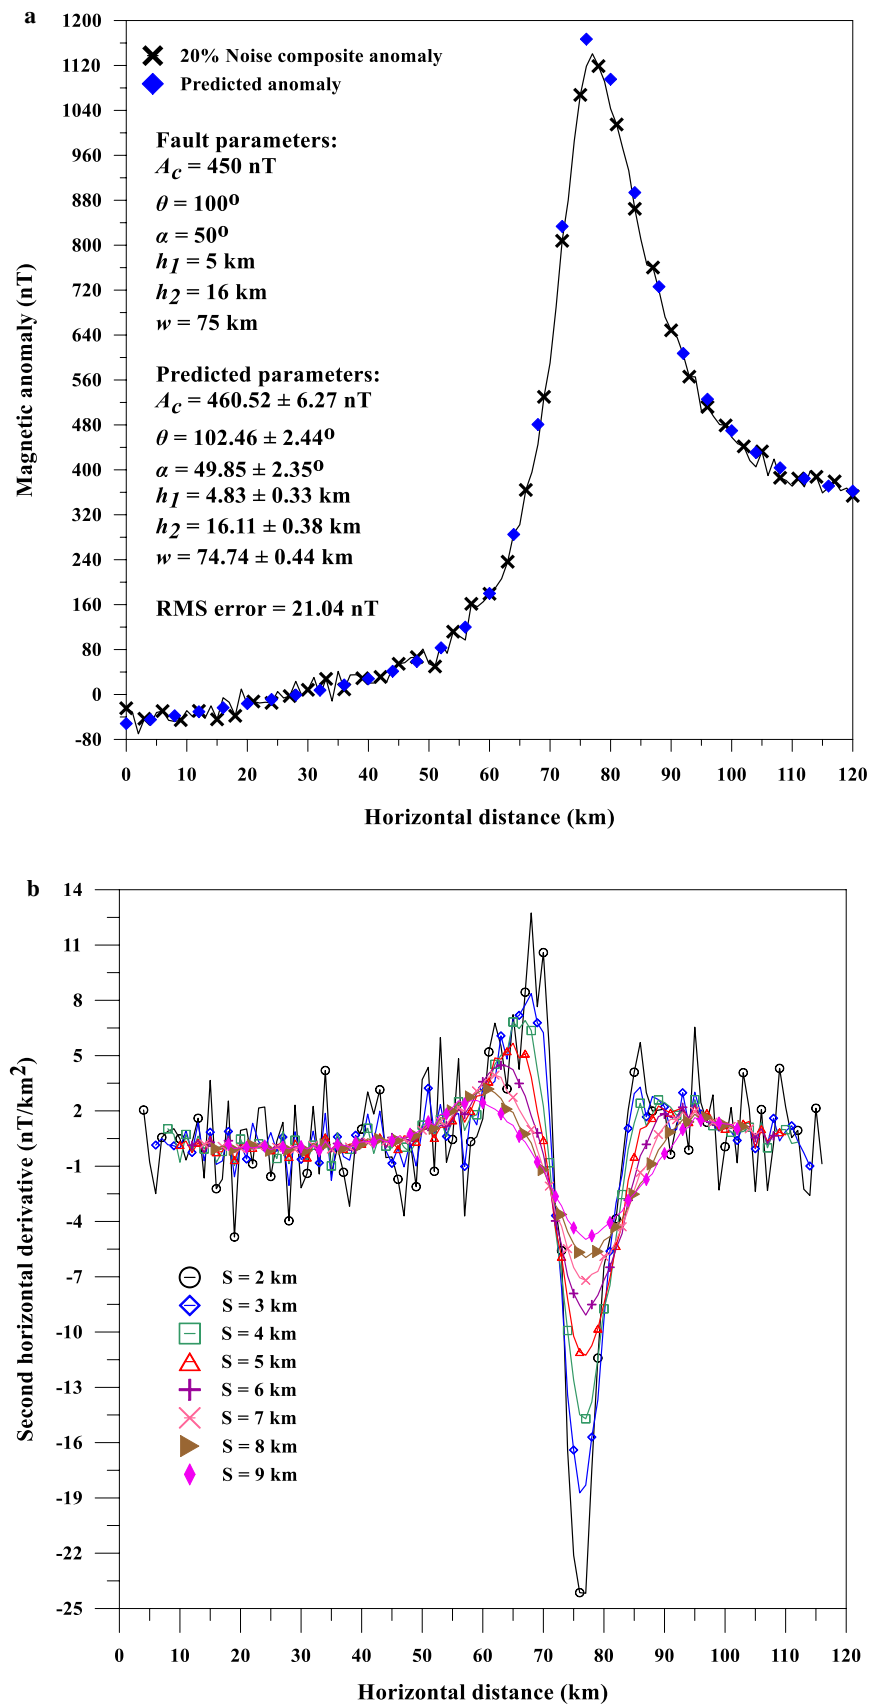 a
1200
1120
1040
960
880
800
720
640
560
480
400
320
240
160
80
0
-80
Magnetic anomaly (nT)
20% Noise composite anomaly
Predicted anomaly
Fault parameters:
A_c = 450 nT
θ = 100º
α = 50º
h1 = 5 km
h2 = 16 km
w = 75 km
Predicted parameters:
A_c = 460.52 ± 6.27 nT
θ = 102.46 ± 2.44º
α = 49.85 ± 2.35º
h1 = 4.83 ± 0.33 km
h2 = 16.11 ± 0.38 km
w = 74.74 ± 0.44 km
RMS error = 21.04 nT
0 10 20 30 40 50 60 70 80 90 100 110 120
Horizontal distance (km)
b
14
11
8
5
2
-1
-4
-7
-10
-13
-16
-19
-22
-25
Second horizontal derivative (nT/km²)
S = 2 km
S = 3 km
S = 4 km
S = 5 km
S = 6 km
S = 7 km
S = 8 km
S = 9 km
0 10 20 30 40 50 60 70 80 90 100 110 120
Horizontal distance (km)